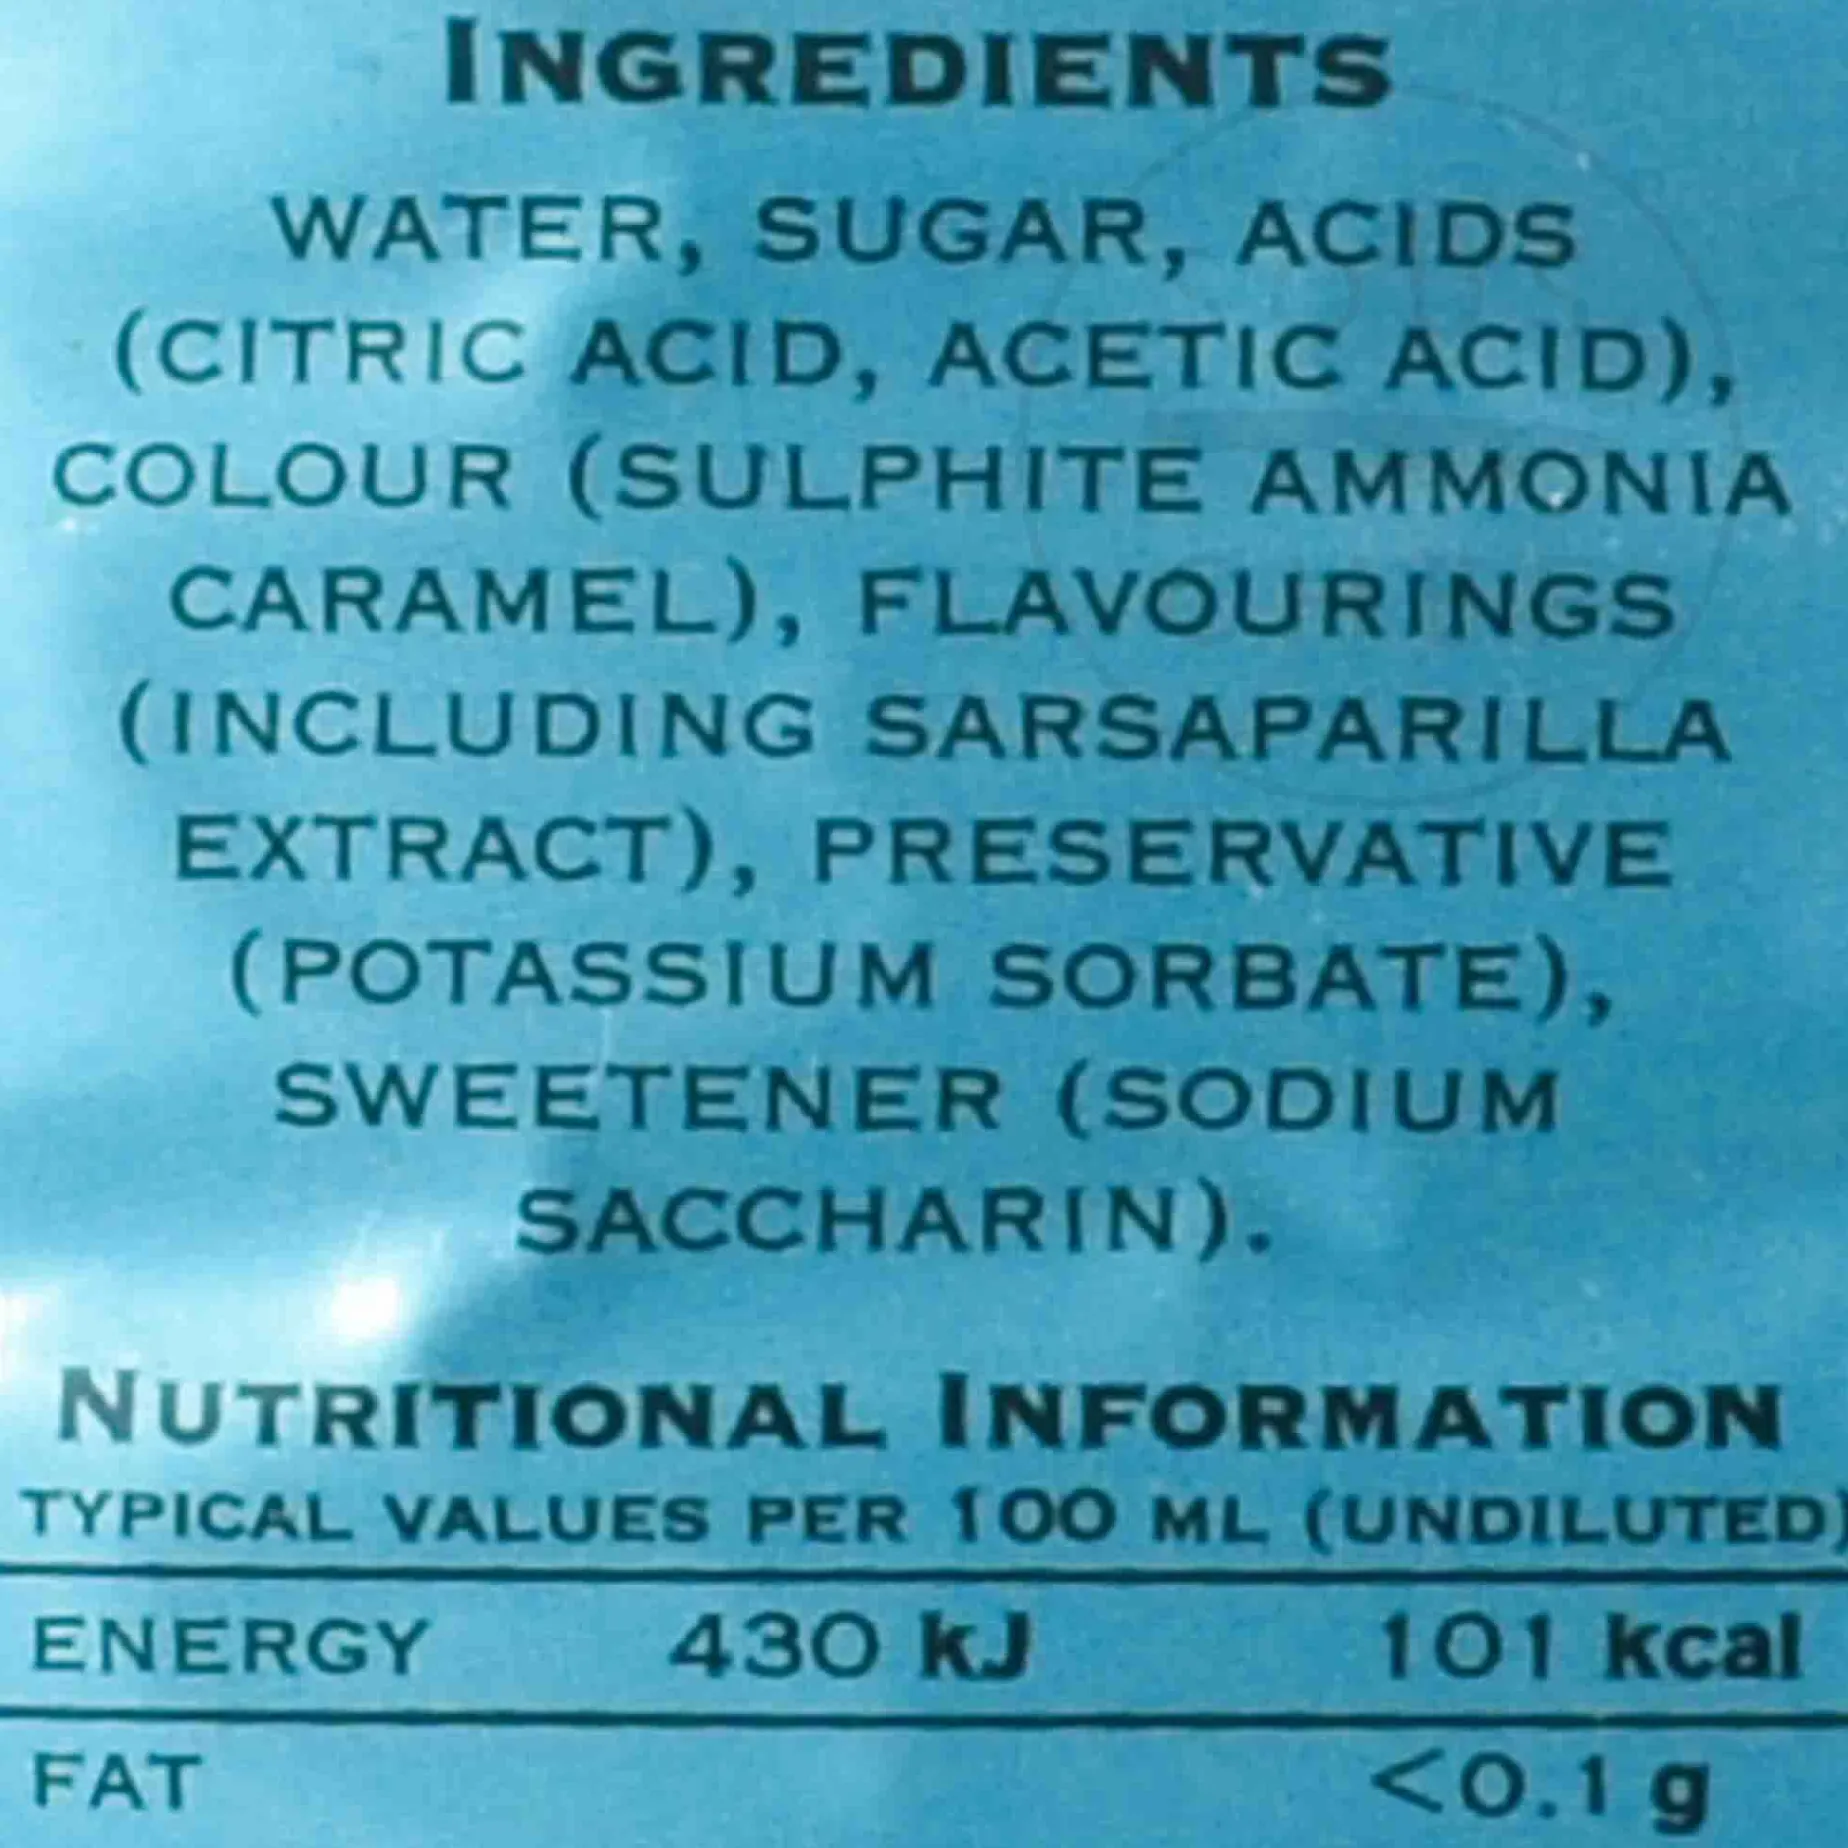 INGREDIENTS
WATER, SUGAR, ACIDS
(CITRIC ACID, ACETIC ACID),
COLOUR (SULPHITE AMMONIA
CARAMEL), FLAVOURINGS
(INCLUDING SARSAPARILLA
EXTRACT), PRESERVATIVE
(POTASSIUM SORBATE),
SWEETENER (SODIUM
SACCHARIN).
NUTRITIONAL INFORMATION
TYPICAL VALUES PER 100 ML (UNDILUTED)
ENERGY 430 kJ 101 kcal
FAT <0.1 g